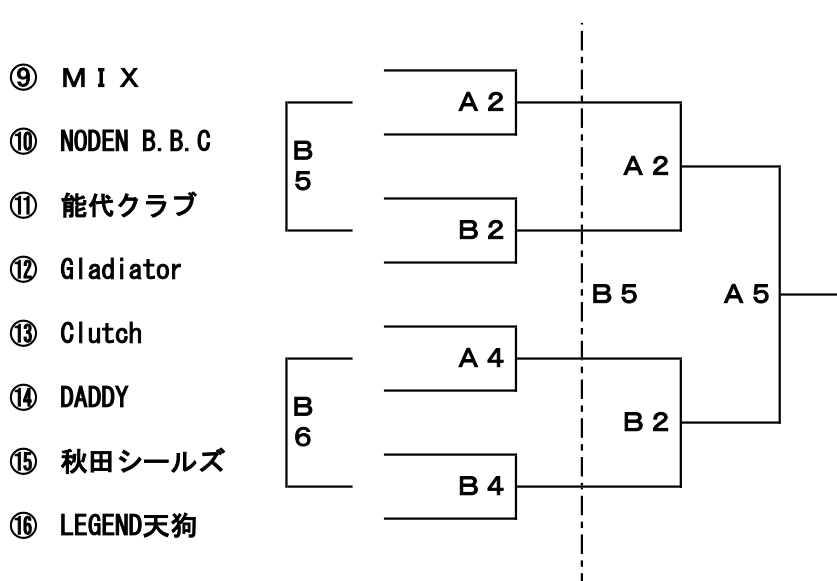 ⑨ ＭＩＸ
Ａ２
⑩ NODEN B.B.C
Ｂ５
Ａ２
⑪ 能代クラブ
Ｂ２
⑫ Gladiator
Ｂ５
Ａ５
⑬ Clutch
Ａ４
⑭ DADDY
Ｂ６
Ｂ２
⑮ 秋田シールズ
Ｂ４
⑯ LEGEND天狗